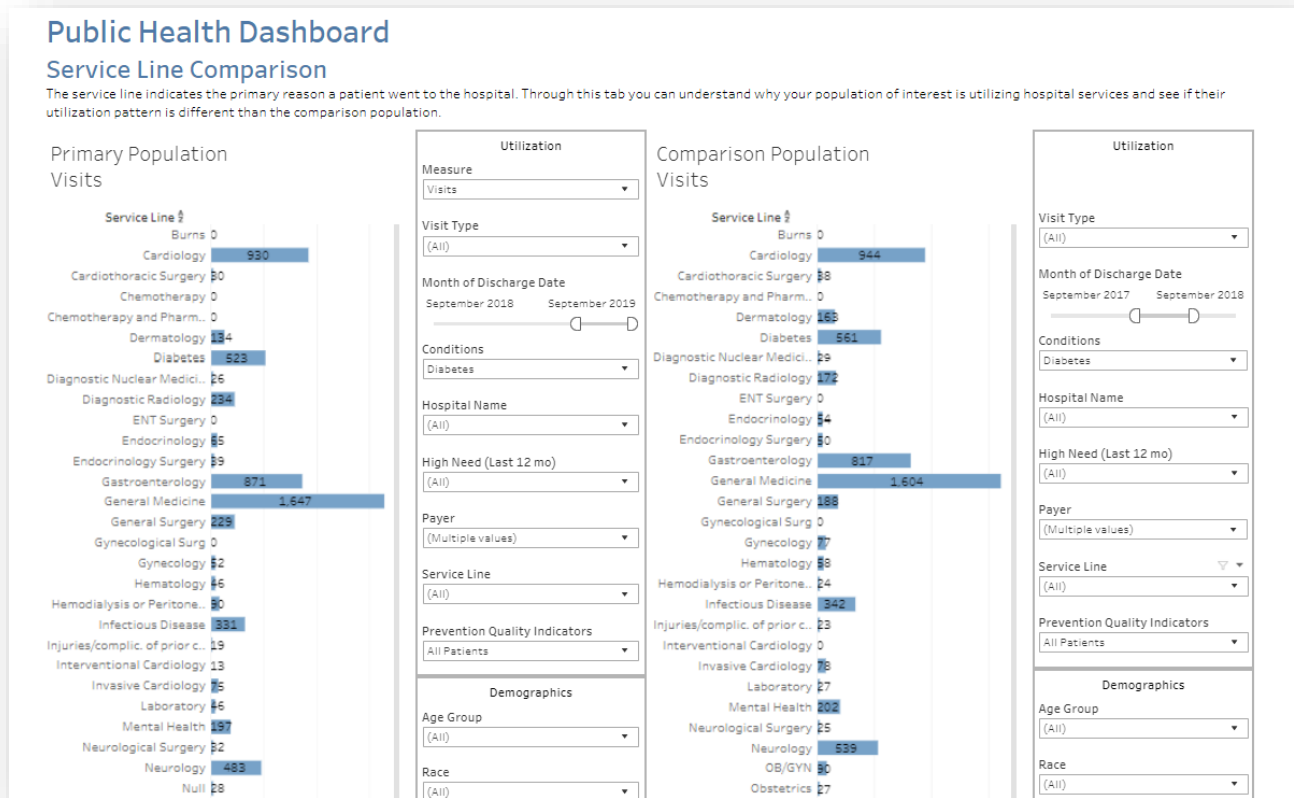 Public Health Dashboard
Service Line Comparison
The service line indicates the primary reason a patient went to the hospital. Through this tab you can understand why your population of interest is utilizing hospital services and see if their
utilization pattern is different than the comparison population.
Primary Population
Visits
Service Line
Burns 0
Cardiology 930
Cardiothoracic Surgery 30
Chemotherapy 0
Chemotherapy and Pharm.. 0
Dermatology 134
Diabetes 523
Diagnostic Nuclear Medici.. 26
Diagnostic Radiology 234
ENT Surgery 0
Endocrinology 65
Endocrinology Surgery 39
Gastroenterology 871
General Medicine 1,647
General Surgery 229
Gynecological Surg 0
Gynecology 52
Hematology 46
Hemodialysis or Peritone.. 90
Infectious Disease 331
Injuries/complic. of prior c.. 19
Interventional Cardiology 13
Invasive Cardiology 75
Laboratory 46
Mental Health 197
Neurological Surgery 32
Neurology 483
Null 28
Utilization
Measure
Visits
Visit Type
(All)
Month of Discharge Date
September 2018 September 2019
Conditions
Diabetes
Hospital Name
(All)
High Need (Last 12 mo)
(All)
Payer
(Multiple values)
Service Line
(All)
Prevention Quality Indicators
All Patients
Demographics
Age Group
(All)
Race
(All)
Comparison Population
Visits
Service Line
Burns 0
Cardiology 944
Cardiothoracic Surgery 38
Chemotherapy and Pharm.. 0
Dermatology 163
Diabetes 561
Diagnostic Nuclear Medici.. 29
Diagnostic Radiology 172
ENT Surgery 0
Endocrinology 54
Endocrinology Surgery 50
Gastroenterology 817
General Medicine 1,604
General Surgery 188
Gynecological Surg 0
Gynecology 77
Hematology 58
Hemodialysis or Peritone.. 24
Infectious Disease 342
Injuries/complic. of prior c.. 23
Interventional Cardiology 0
Invasive Cardiology 78
Laboratory 27
Mental Health 202
Neurological Surgery 25
Neurology 539
OB/GYN 90
Obstetrics 27
Utilization
Visit Type
(All)
Month of Discharge Date
September 2017 September 2018
Conditions
Diabetes
Hospital Name
(All)
High Need (Last 12 mo)
(All)
Payer
(Multiple values)
Service Line
(All)
Prevention Quality Indicators
All Patients
Demographics
Age Group
(All)
Race
(All)